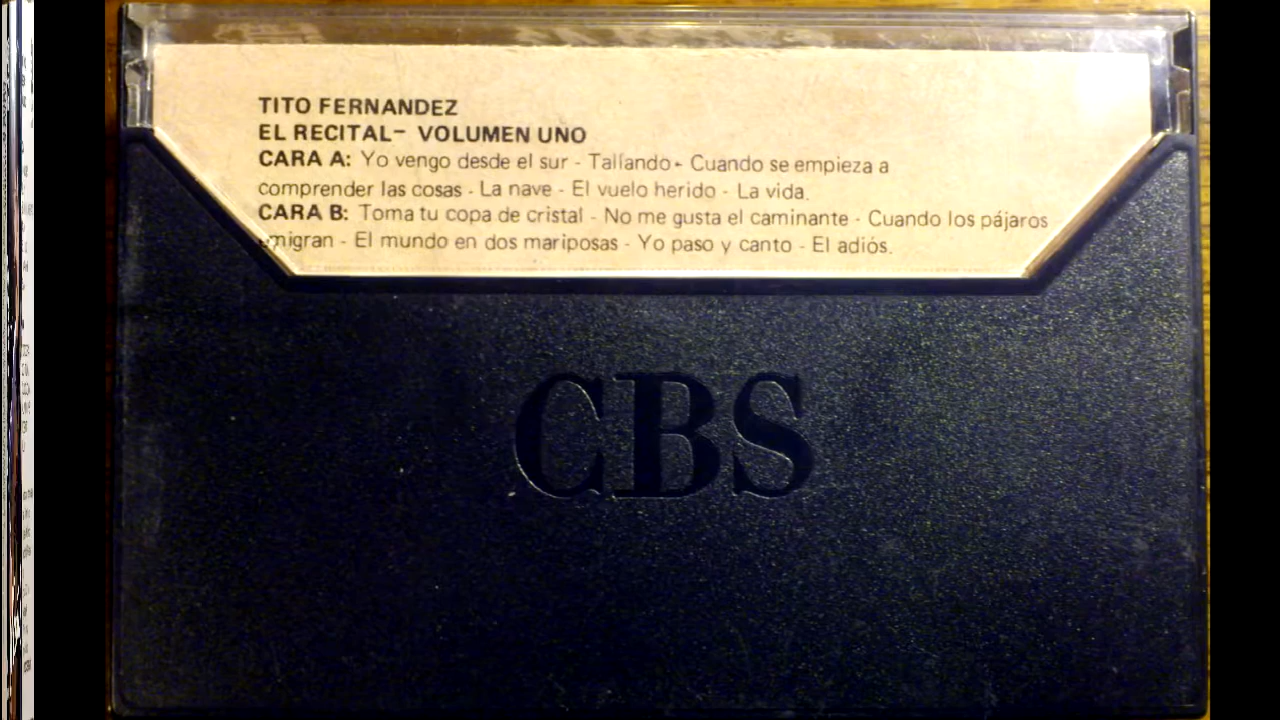 TITO FERNANDEZ
EL RECITAL- VOLUMEN UNO
CARA A: Yo vengo desde el sur - Tallando - Cuando se empieza a
comprender las cosas - La nave - El vuelo herido - La vida.
CARA B: Toma tu copa de cristal - No me gusta el caminante - Cuando los pájaros
emigran - El mundo en dos mariposas - Yo paso y canto - El adiós.
CBS